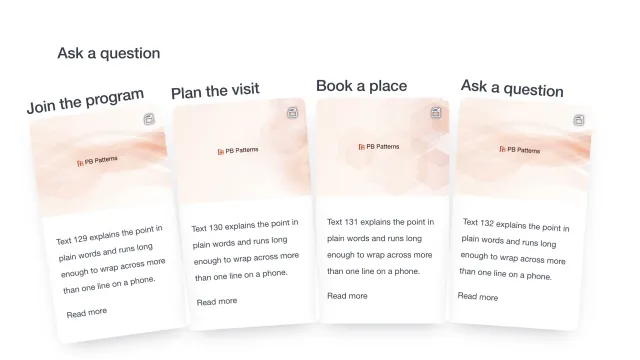 Ask a question
Join the program
PB Patterns
Text 129 explains the point in
plain words and runs long
enough to wrap across more
than one line on a phone.
Read more
Plan the visit
PB Patterns
Text 130 explains the point in
plain words and runs long
enough to wrap across more
than one line on a phone.
Read more
Book a place
PB Patterns
Text 131 explains the point in
plain words and runs long
enough to wrap across more
than one line on a phone.
Read more
Ask a question
PB Patterns
Text 132 explains the point in
plain words and runs long
enough to wrap across more
than one line on a phone.
Read more